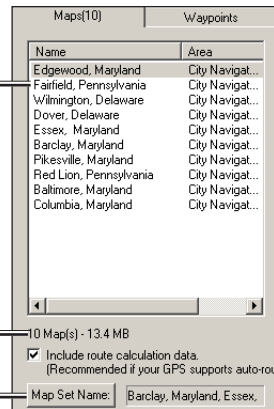 Maps(10)
Waypoints
Name Area
Edgewood, Maryland City Navigat...
Fairfield, Pennsylvania City Navigat...
Wilmington, Delaware City Navigat...
Dover, Delaware City Navigat...
Essex, Maryland City Navigat...
Barclay, Maryland City Navigat...
Pikesville, Maryland City Navigat...
Red Lion, Pennsylvania City Navigat...
Baltimore, Maryland City Navigat...
Columbia, Maryland City Navigat...
10 Map(s) - 13.4 MB
Include route calculation data.
(Recommended if your GPS supports auto-rou
Map Set Name: Barclay, Maryland, Essex,